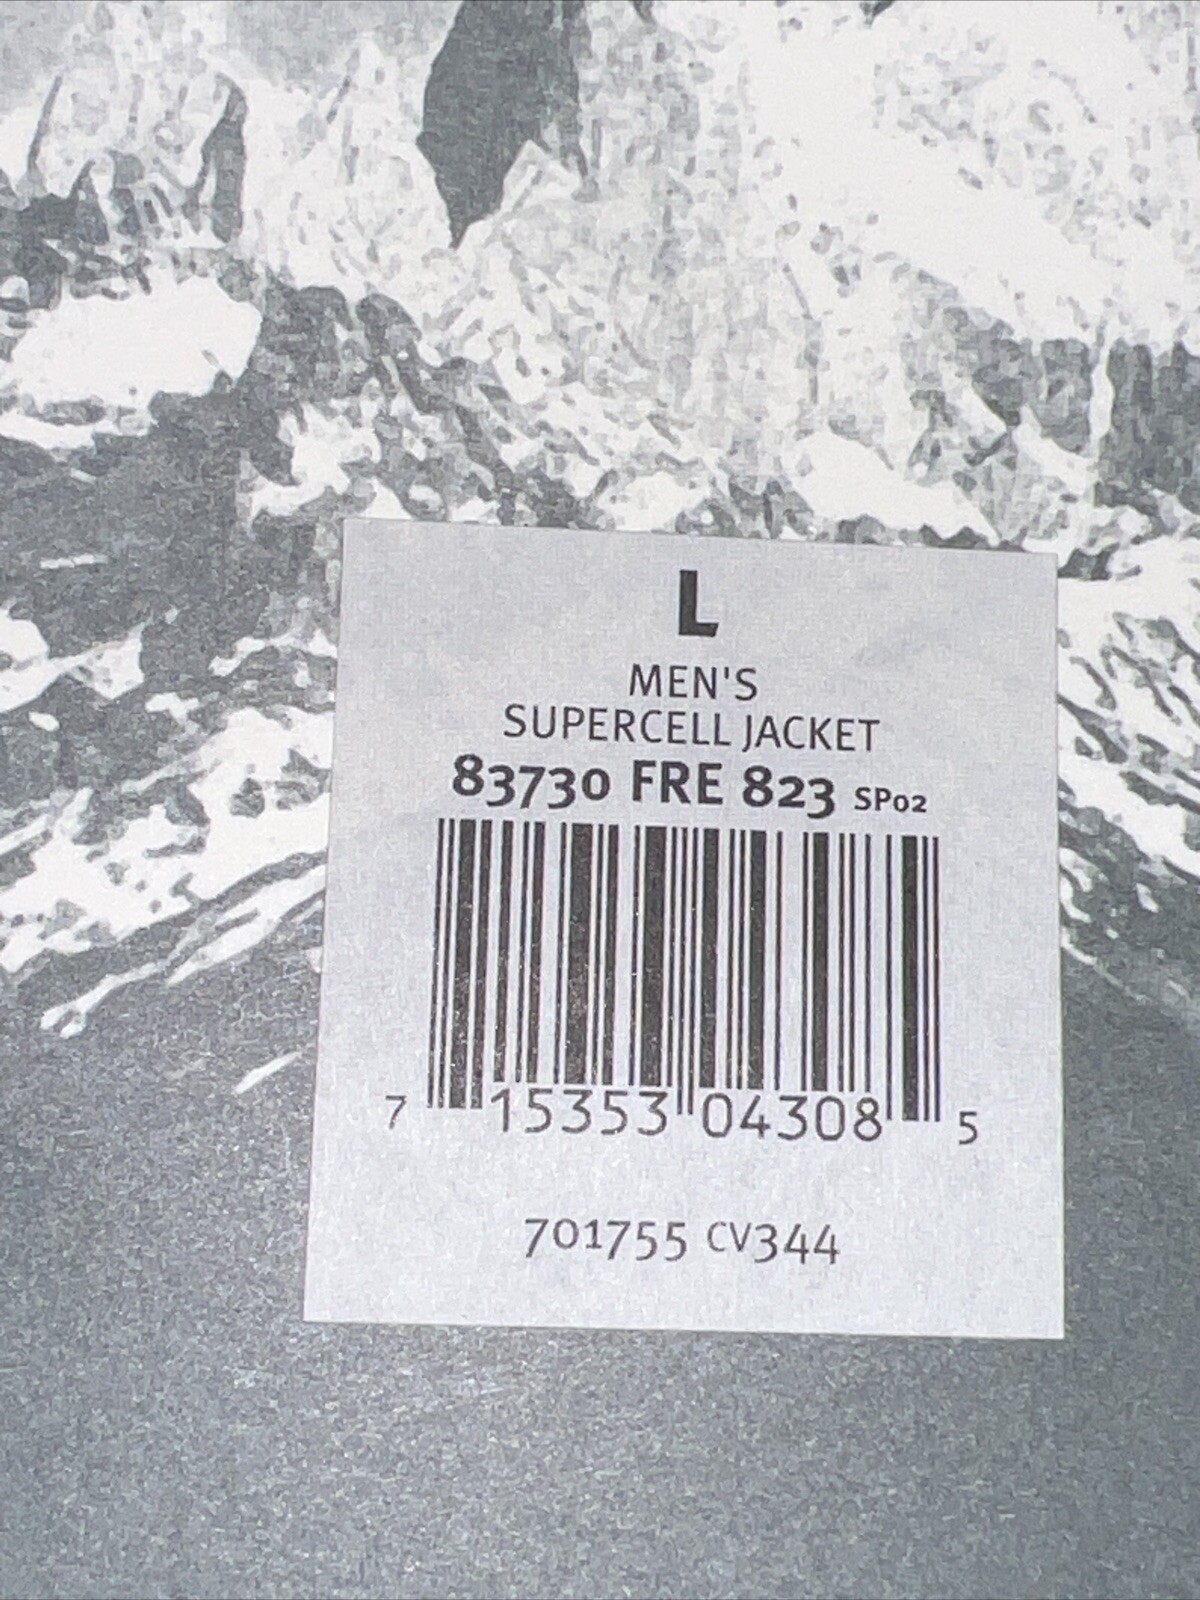 L
MEN'S
SUPERCELL JACKET
83730 FRE 823 SP02
7 15353 04308 5
701755 CV344